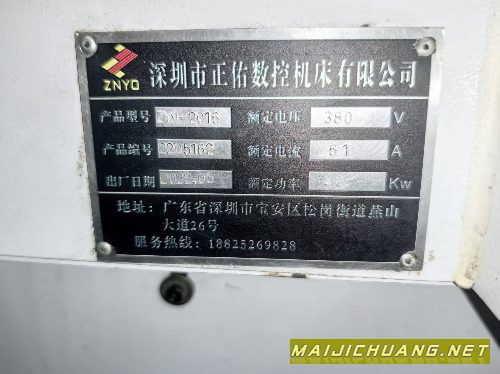 ZNYO
深圳市正佑数控机床有限公司
产品型号 额定电压 380 V
产品编号 额定电流 61 A
出厂日期 额定功率 Kw
地址：广东省深圳市宝安区松岗街道燕山
大道26号
服务热线：18825269828
MAIJICHUANG.NET